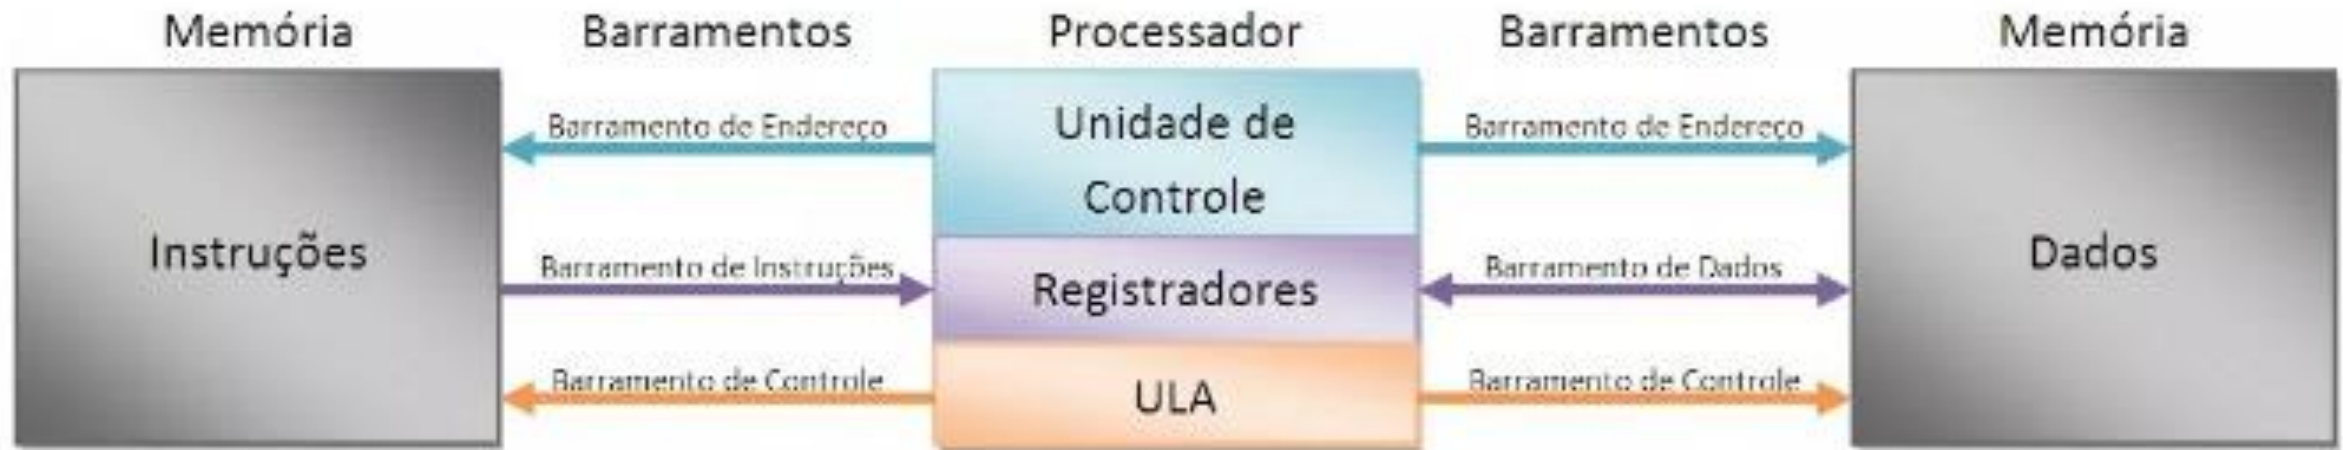 Memória Barramentos Processador Barramentos Memória
Barramento de Endereço Unidade de Barramento de Endereço
Controle
Instruções Dados
Barramento de Instruções Registradores Barramento de Dados
Barramento de Controle ULA Barramento de Controle